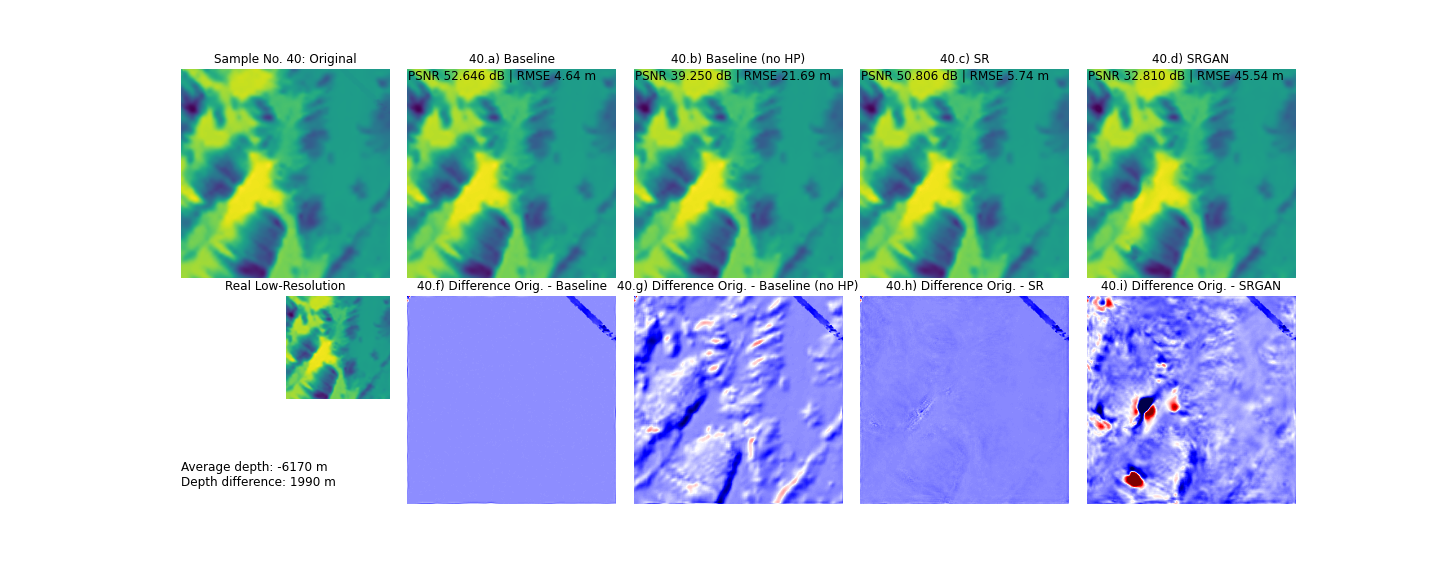 Sample No. 40: Original
40.a) Baseline
40.b) Baseline (no HP)
40.c) SR
40.d) SRGAN
PSNR 52.646 dB | RMSE 4.64 m
PSNR 39.250 dB | RMSE 21.69 m
PSNR 50.806 dB | RMSE 5.74 m
PSNR 32.810 dB | RMSE 45.54 m
Real Low-Resolution
40.f) Difference Orig. - Baseline
40.g) Difference Orig. - Baseline (no HP)
40.h) Difference Orig. - SR
40.i) Difference Orig. - SRGAN
Average depth: -6170 m
Depth difference: 1990 m